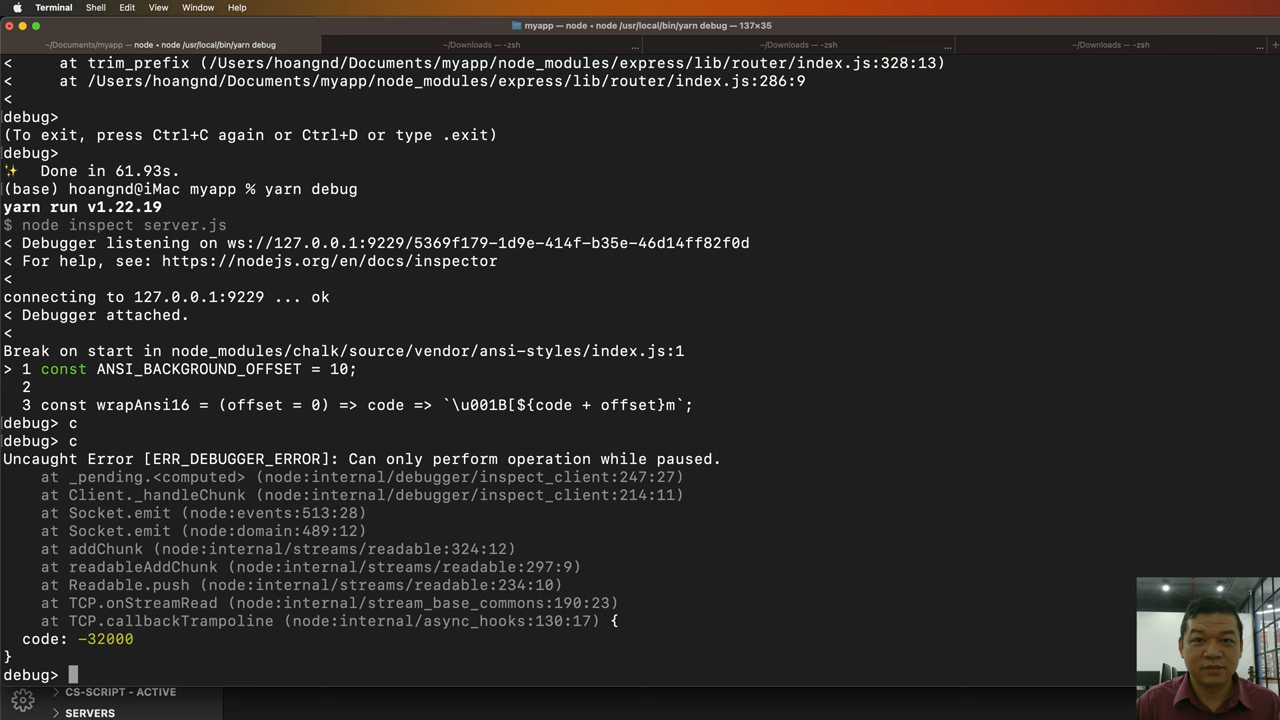 Terminal Shell Edit View Window Help
myapp — node • node /usr/local/bin/yarn debug — 137×35
~/Documents/myapp — node • node /usr/local/bin/yarn debug
~/Downloads — -zsh
...
~/Downloads — -zsh
...
~/Downloads — -zsh
...
+
<     at trim_prefix (/Users/hoangnd/Documents/myapp/node_modules/express/lib/router/index.js:328:13)
<     at /Users/hoangnd/Documents/myapp/node_modules/express/lib/router/index.js:286:9
<
debug>
(To exit, press Ctrl+C again or Ctrl+D or type .exit)
debug>
✨  Done in 61.93s.
(base) hoangnd@iMac myapp % yarn debug
yarn run v1.22.19
$ node inspect server.js
< Debugger listening on ws://127.0.0.1:9229/5369f179-1d9e-414f-b35e-46d14ff82f0d
< For help, see: https://nodejs.org/en/docs/inspector
<
connecting to 127.0.0.1:9229 ... ok
< Debugger attached.
<
Break on start in node_modules/chalk/source/vendor/ansi-styles/index.js:1
> 1 const ANSI_BACKGROUND_OFFSET = 10;
  2
  3 const wrapAnsi16 = (offset = 0) => code => `\u001B[${code + offset}m`;
debug> c
debug> c
Uncaught Error [ERR_DEBUGGER_ERROR]: Can only perform operation while paused.
    at _pending.<computed> (node:internal/debugger/inspect_client:247:27)
    at Client._handleChunk (node:internal/debugger/inspect_client:214:11)
    at Socket.emit (node:events:513:28)
    at Socket.emit (node:domain:489:12)
    at addChunk (node:internal/streams/readable:324:12)
    at readableAddChunk (node:internal/streams/readable:297:9)
    at Readable.push (node:internal/streams/readable:234:10)
    at TCP.onStreamRead (node:internal/stream_base_commons:190:23)
    at TCP.callbackTrampoline (node:internal/async_hooks:130:17) {
  code: -32000
}
debug>
> CS-SCRIPT - ACTIVE
> SERVERS